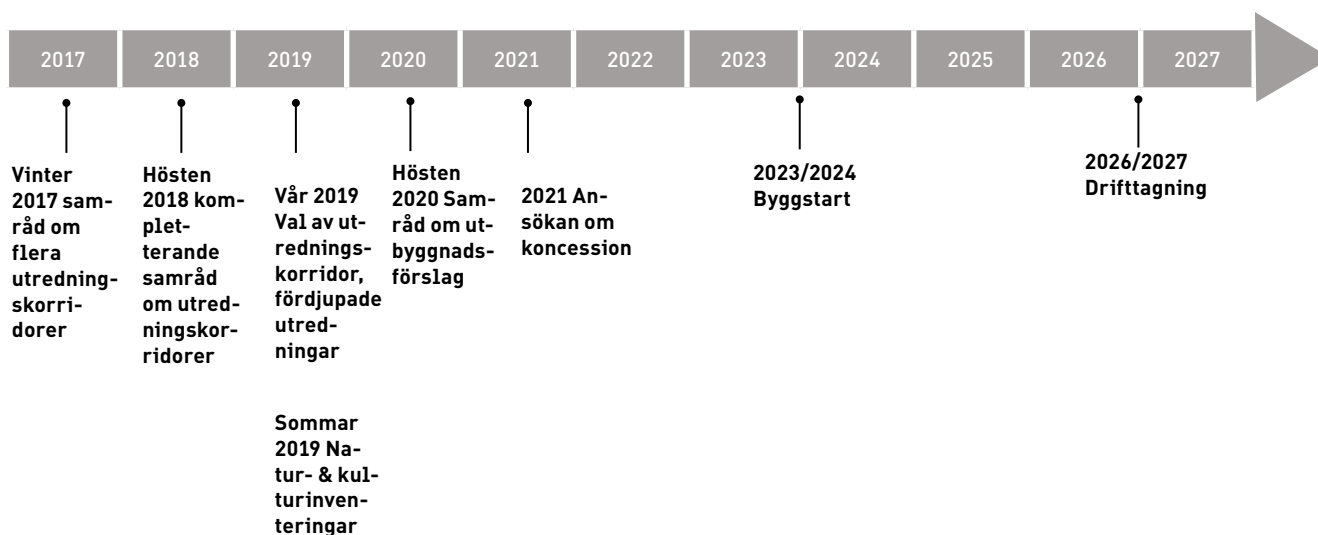 2017 2018 2019 2020 2021 2022 2023 2024 2025 2026 2027
Vinter
2017 sam-
råd om
flera
utredning-
skorri-
dorer
Hösten
2018 kom-
plet-
terande
samråd
om utred-
ningskor-
ridorer
Vår 2019
Val av ut-
rednings-
korridor,
fördjupade
utred-
ningar
Sommar
2019 Na-
tur- & kul-
turinven-
teringar
Hösten
2020 Sam-
råd om ut-
byggnads-
förslag
2021 An-
sökan om
koncession
2023/2024
Byggstart
2026/2027
Drifttagning